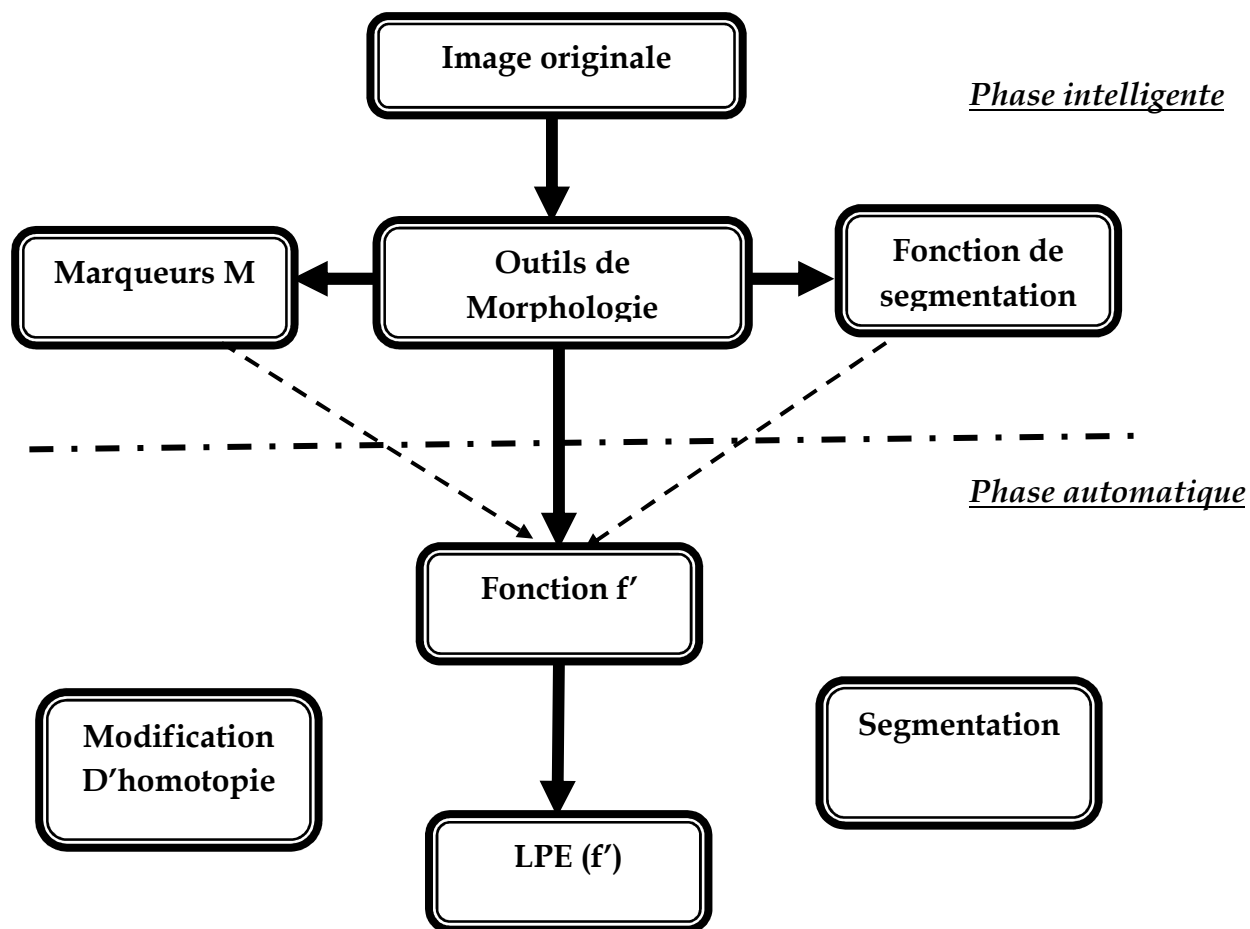 Image originale
Phase intelligente
Marqueurs M
Outils de
Morphologie
Fonction de
segmentation
Phase automatique
Fonction f’
Modification
D’homotopie
Segmentation
LPE (f’)